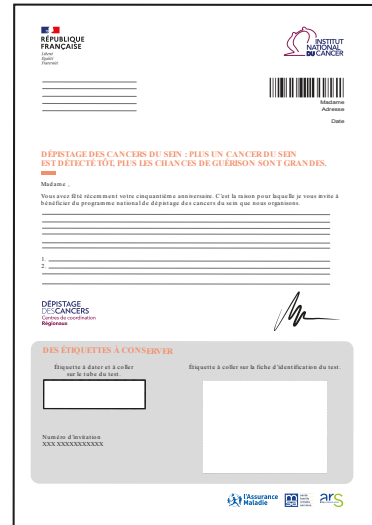 RÉPUBLIQUE
FRANÇAISE
Liberté
Égalité
Fraternité
INSTITUT
NATIONAL
DU CANCER
Madame
Adresse
Date
DÉPISTAGE DES CANCERS DU SEIN : PLUS UN CANCER DU SEIN
EST DÉTECTÉ TÔT, PLUS LES CHANCES DE GUÉRISON SONT GRANDES.
Madame ,
Vous avez fêté récemment votre cinquantième anniversaire. C'est la raison pour laquelle je vous invite à
bénéficier du programme national de dépistage des cancers du sein que nous organisons.
1.
2.
DÉPISTAGE
DES CANCERS
Centres de coordination
Régionaux
DES ÉTIQUETTES À CONSERVER
Étiquette à dater et à coller
sur le tube du test.
Étiquette à coller sur la fiche d'identification du test.
Numéro d'invitation
XXX XXXXXXXXXXX
l'Assurance
Maladie
ars